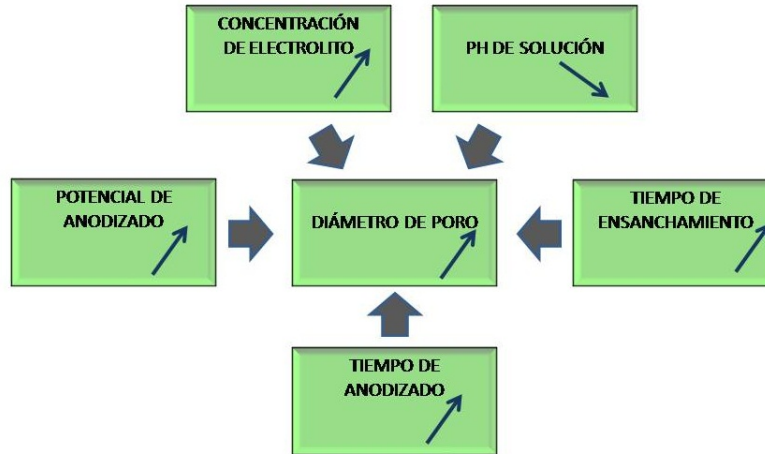 CONCENTRACIÓN
DE ELECTROLITO
PH DE SOLUCIÓN
POTENCIAL DE
ANODIZADO
DIÁMETRO DE PORO
TIEMPO DE
ENSANCHAMIENTO
TIEMPO DE
ANODIZADO